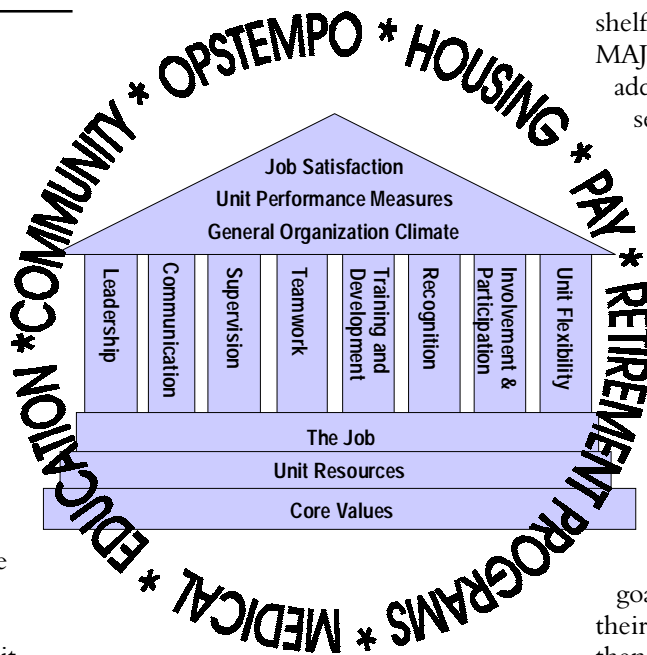 shelf
MAJ
add
so
COMMUNITY * OPSTEMPO * HOUSING * PAY * RETIREMENT PROGRAMS * MEDICAL * EDUCATION *
Job Satisfaction
Unit Performance Measures
General Organization Climate
Leadership
Communication
Supervision
Teamwork
Training and
Development
Recognition
Involvement &
Participation
Unit Flexibility
The Job
Unit Resources
Core Values
e
it
goa
their